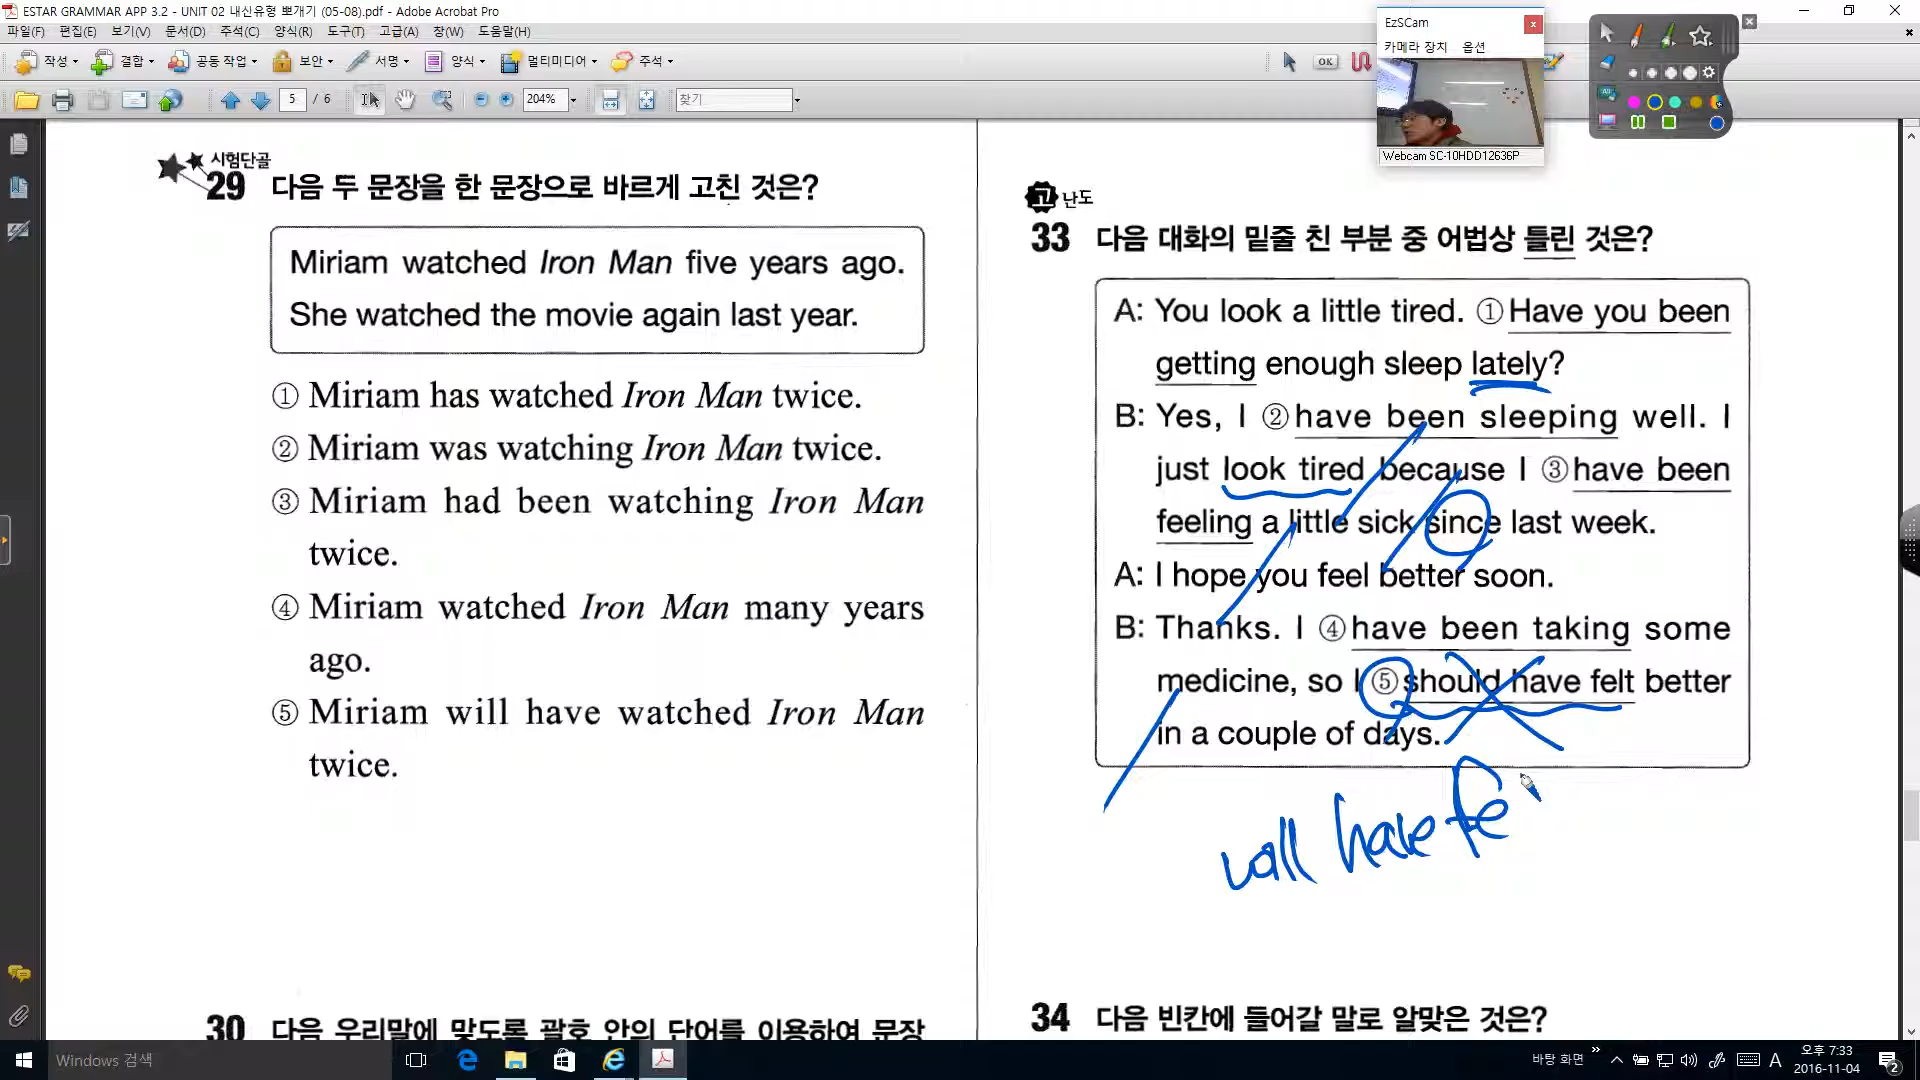 ESTAR GRAMMAR APP 3.2 - UNIT 02 내신유형 뽀개기 (05-08).pdf - Adobe Acrobat Pro
파일(F) 편집(E) 보기(V) 문서(D) 주석(C) 양식(R) 도구(T) 고급(A) 창(W) 도움말(H)
작성 결합 공동 작업 보안 서명 양식 멀티미디어 주석
5 / 6 204% 찾기
EzSCam
카메라 장치 옵션
Webcam SC-10HDD12636P
OK
시험단골
29 다음 두 문장을 한 문장으로 바르게 고친 것은?
Miriam watched Iron Man five years ago.
She watched the movie again last year.
① Miriam has watched Iron Man twice.
② Miriam was watching Iron Man twice.
③ Miriam had been watching Iron Man
twice.
④ Miriam watched Iron Man many years
ago.
⑤ Miriam will have watched Iron Man
twice.
30 다음 우리말에 맞도록 괄호 안의 단어를 이용하여 문장
고 난도
33 다음 대화의 밑줄 친 부분 중 어법상 틀린 것은?
A: You look a little tired. ① Have you been
getting enough sleep lately?
B: Yes, I ② have been sleeping well. I
just look tired because I ③ have been
feeling a little sick since last week.
A: I hope you feel better soon.
B: Thanks. I ④ have been taking some
medicine, so I ⑤ should have felt better
in a couple of days.
will have fe
34 다음 빈칸에 들어갈 말로 알맞은 것은?
Windows 검색
바탕 화면 A 오후 7:33
2016-11-04
2